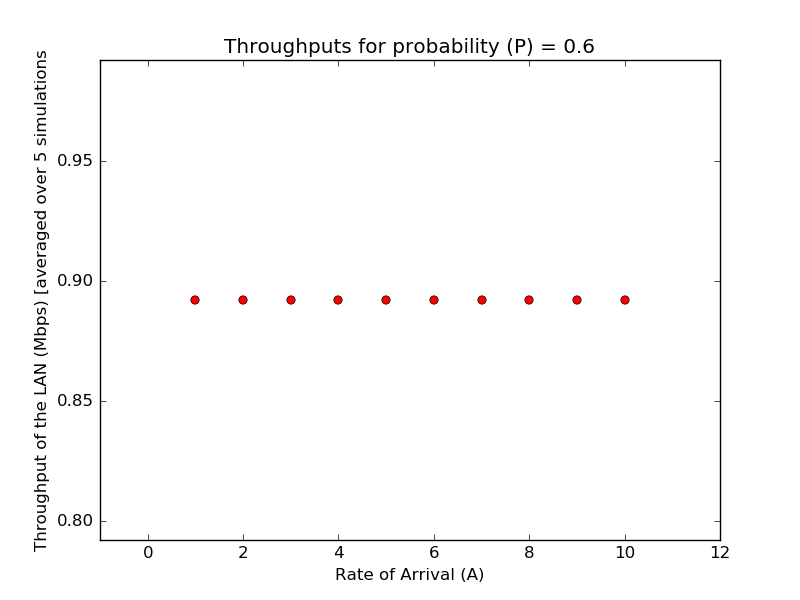 Throughputs for probability (P) = 0.6
Throughput of the LAN (Mbps) [averaged over 5 simulations
0.95
0.90
0.85
0.80
0 2 4 6 8 10 12
Rate of Arrival (A)